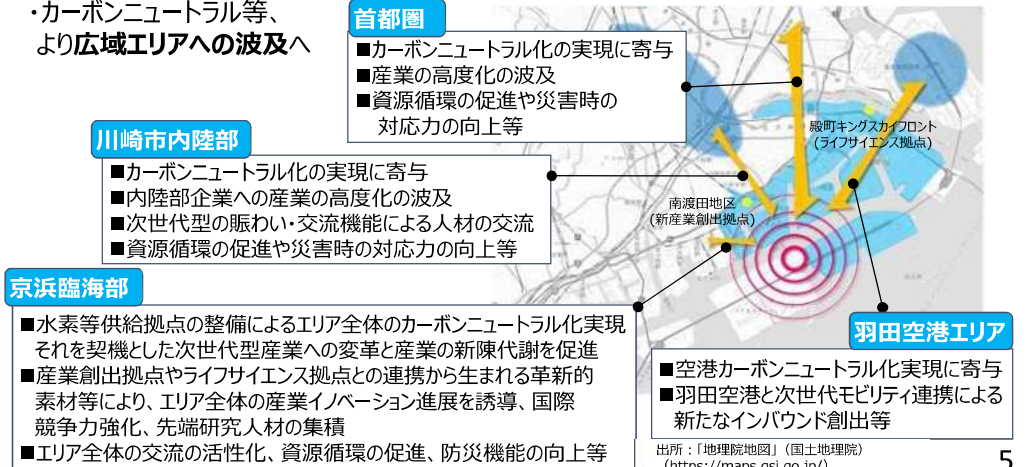 ・カーボンニュートラル等、
より広域エリアへの波及へ
首都圏
■カーボンニュートラル化の実現に寄与
■産業の高度化の波及
■資源循環の促進や災害時の
対応力の向上等
殿町キングスカイフロント
(ライフサイエンス拠点)
川崎市内陸部
■カーボンニュートラル化の実現に寄与
■内陸部企業への産業の高度化の波及
■次世代型の賑わい・交流機能による人材の交流
■資源循環の促進や災害時の対応力の向上等
南渡田地区
(新産業創出拠点)
京浜臨海部
■水素等供給拠点の整備によるエリア全体のカーボンニュートラル化実現
それを契機とした次世代型産業への変革と産業の新陳代謝を促進
■産業創出拠点やライフサイエンス拠点との連携から生まれる革新的
素材等により、エリア全体の産業イノベーション進展を誘導、国際
競争力強化、先端研究人材の集積
■エリア全体の交流の活性化、資源循環の促進、防災機能の向上等
羽田空港エリア
■空港カーボンニュートラル化実現に寄与
■羽田空港と次世代モビリティ連携による
新たなインバウンド創出等
出所：「地理院地図」（国土地理院）
（https://maps.gsi.go.jp/）
5